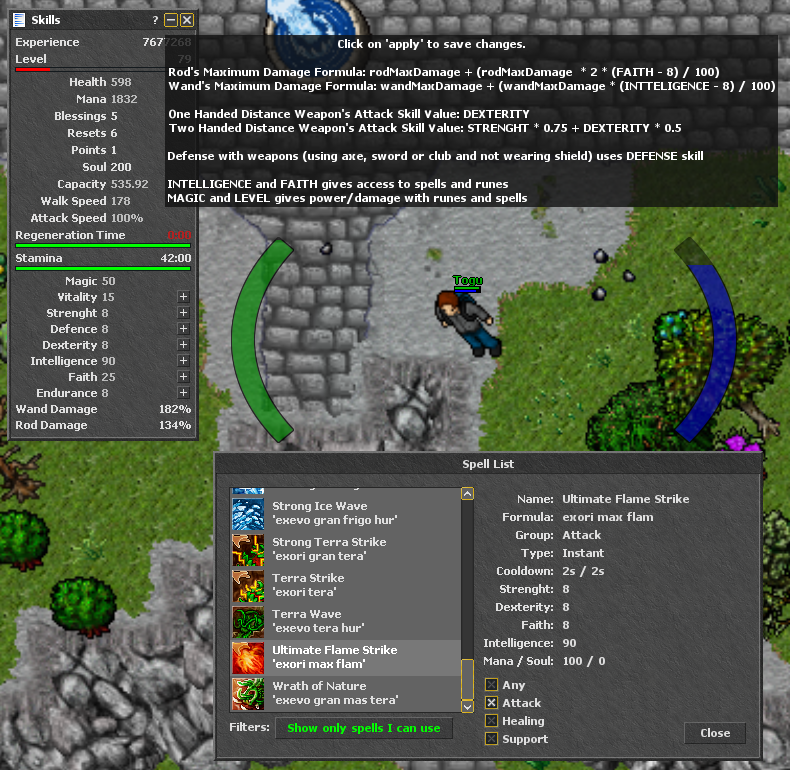 Skills
?
Experience 7677268
Level 79
Health 598
Mana 1832
Blessings 5
Resets 6
Points 1
Soul 200
Capacity 535.92
Walk Speed 178
Attack Speed 100%
Regeneration Time 0:00
Stamina 42:00
Magic 50
Vitality 15 +
Strenght 8 +
Defence 8 +
Dexterity 8 +
Intelligence 90 +
Faith 25 +
Endurance 8 +
Wand Damage 182%
Rod Damage 134%
Click on 'apply' to save changes.
Rod's Maximum Damage Formula: rodMaxDamage + (rodMaxDamage * 2 * (FAITH - 8) / 100)
Wand's Maximum Damage Formula: wandMaxDamage + (wandMaxDamage * (INTTELIGENCE - 8) / 100)
One Handed Distance Weapon's Attack Skill Value: DEXTERITY
Two Handed Distance Weapon's Attack Skill Value: STRENGHT * 0.75 + DEXTERITY * 0.5
Defense with weapons (using axe, sword or club and not wearing shield) uses DEFENSE skill
INTELLIGENCE and FAITH gives access to spells and runes
MAGIC and LEVEL gives power/damage with runes and spells
Togu
Spell List
Strong Ice Wave
'exevo gran frigo hur'
Strong Terra Strike
'exori gran tera'
Terra Strike
'exori tera'
Terra Wave
'exevo tera hur'
Ultimate Flame Strike
'exori max flam'
Wrath of Nature
'exevo gran mas tera'
Filters: Show only spells I can use
Name: Ultimate Flame Strike
Formula: exori max flam
Group: Attack
Type: Instant
Cooldown: 2s / 2s
Strenght: 8
Dexterity: 8
Faith: 8
Intelligence: 90
Mana / Soul: 100 / 0
Any
Attack
Healing
Support
Close